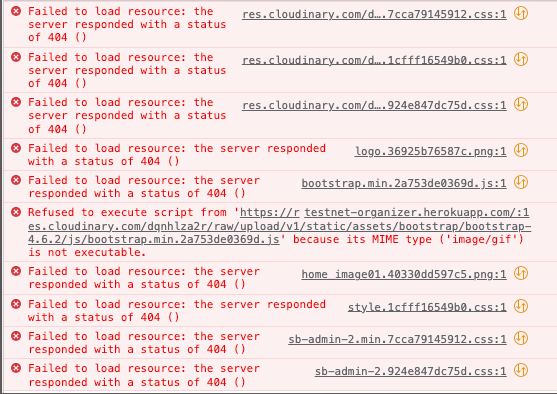 Failed to load resource: the res.cloudinary.com/d….7cca79145912.css:1
server responded with a status
of 404 ()
Failed to load resource: the res.cloudinary.com/d….1cfff16549b0.css:1
server responded with a status
of 404 ()
Failed to load resource: the res.cloudinary.com/d….924e847dc75d.css:1
server responded with a status
of 404 ()
Failed to load resource: the server responded logo.36925b76587c.png:1
with a status of 404 ()
Failed to load resource: the server bootstrap.min.2a753de0369d.js:1
responded with a status of 404 ()
Refused to execute script from 'https://r testnet-organizer.herokuapp.com/:1
es.cloudinary.com/dqnhlza2r/raw/upload/v1/static/assets/bootstrap/bootstrap-
4.6.2/js/bootstrap.min.2a753de0369d.js' because its MIME type ('image/gif')
is not executable.
Failed to load resource: the server home_image01.40330dd597c5.png:1
responded with a status of 404 ()
Failed to load resource: the server responded style.1cfff16549b0.css:1
with a status of 404 ()
Failed to load resource: the server sb-admin-2.min.7cca79145912.css:1
responded with a status of 404 ()
Failed to load resource: the server sb-admin-2.924e847dc75d.css:1
responded with a status of 404 ()